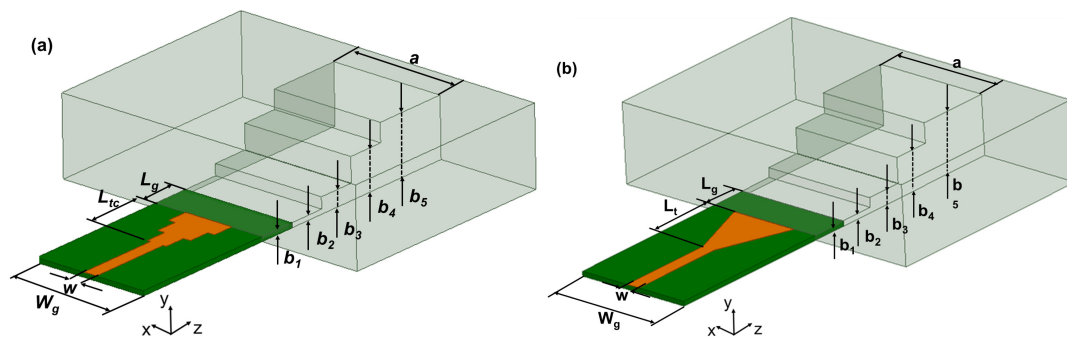 (a)
a
L_g
L_tc
b_5
b_4
b_3
b_2
b_1
w
W_g
y
x
z
(b)
a
L_g
L_t
b
5
b_4
b_3
b_2
b_1
w
W_g
y
x
z